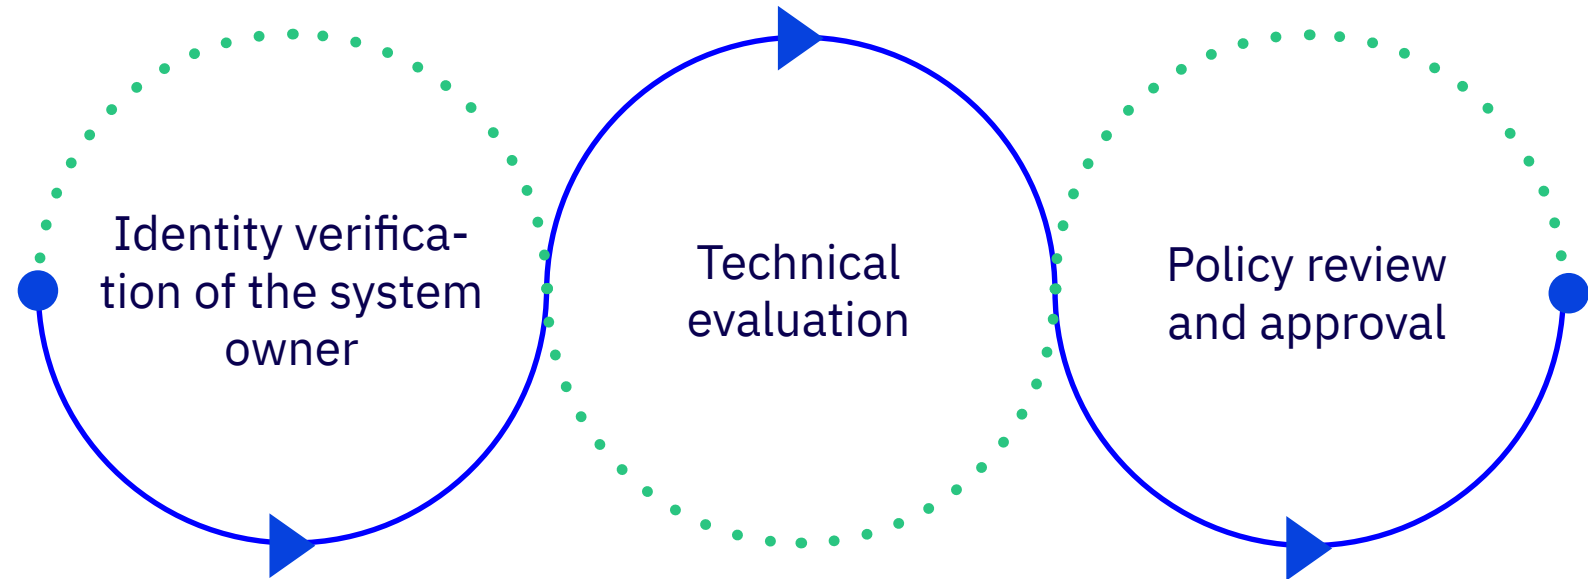 Identity verifica-
tion of the system
owner
Technical
evaluation
Policy review
and approval